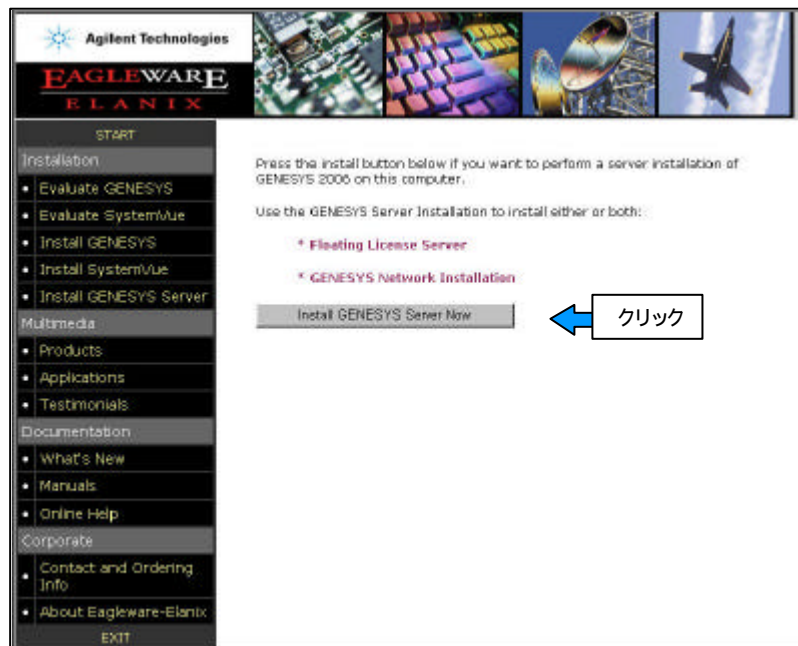 Agilent Technologies
EAGLEWARE
ELANIX
START
Installation
• Evaluate GENESYS
• Evaluate SystemVue
• Install GENESYS
• Install SystemVue
• Install GENESYS Server
Multimedia
• Products
• Applications
• Testimonials
Documentation
• What's New
• Manuals
• Online Help
Corporate
• Contact and Ordering
Info
• About Eagleware-Elanix
EXIT
Press the install button below if you want to perform a server installation of
GENESYS 2006 on this computer.
Use the GENESYS Server Installation to install either or both:
* Floating License Server
* GENESYS Network Installation
Install GENESYS Server Now
クリック